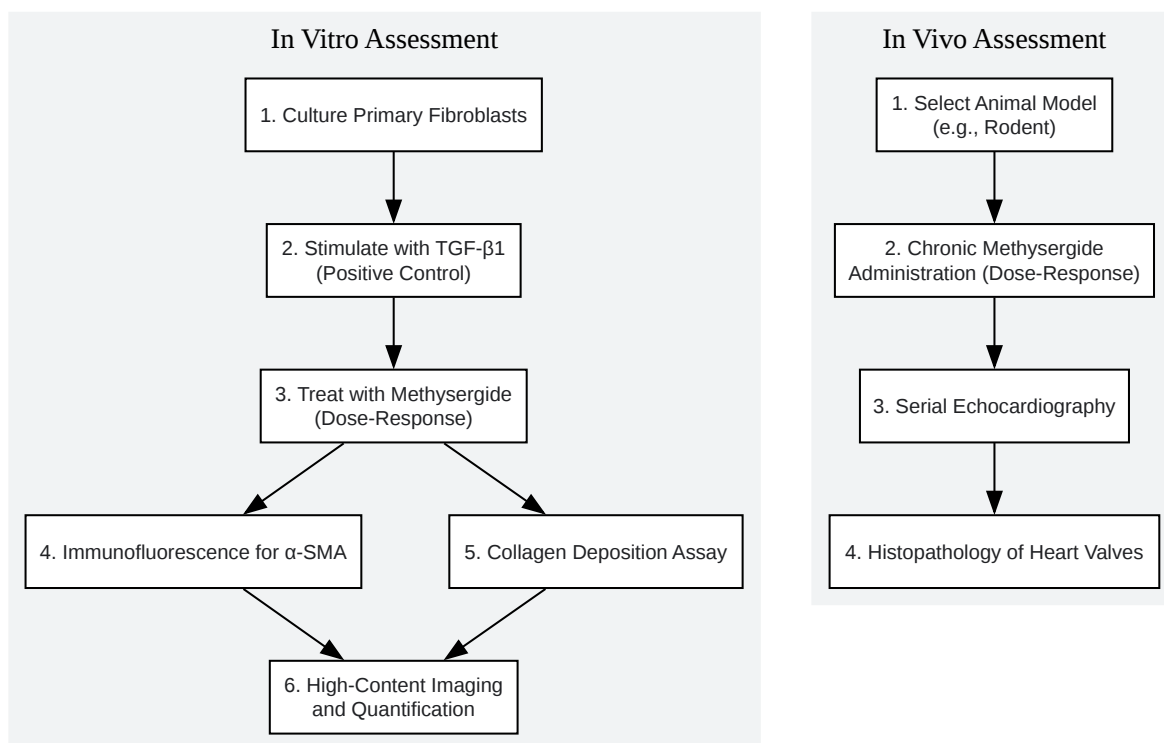 In Vitro Assessment
1. Culture Primary Fibroblasts
2. Stimulate with TGF-β1
(Positive Control)
3. Treat with Methysergide
(Dose-Response)
4. Immunofluorescence for α-SMA
5. Collagen Deposition Assay
6. High-Content Imaging
and Quantification
In Vivo Assessment
1. Select Animal Model
(e.g., Rodent)
2. Chronic Methysergide
Administration (Dose-Response)
3. Serial Echocardiography
4. Histopathology of Heart Valves